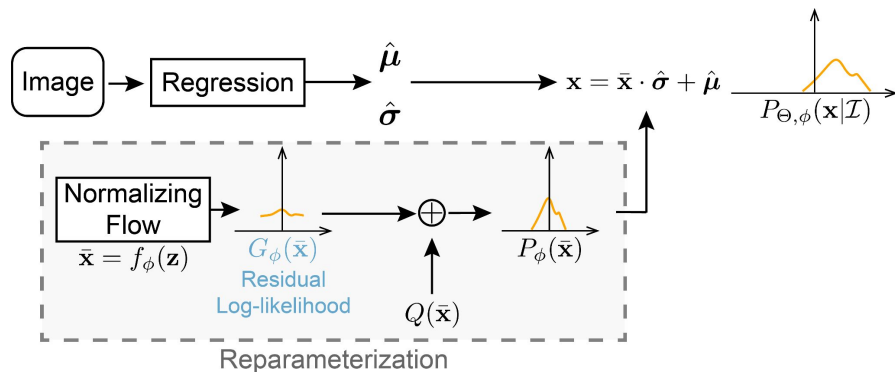 Image
Regression
μ̂
σ̂
x = x̄ · σ̂ + μ̂
P_{Θ,ϕ}(x|I)
Normalizing
Flow
x̄ = f_ϕ(z)
G_ϕ(x̄)
Residual
Log-likelihood
Q(x̄)
P_ϕ(x̄)
Reparameterization